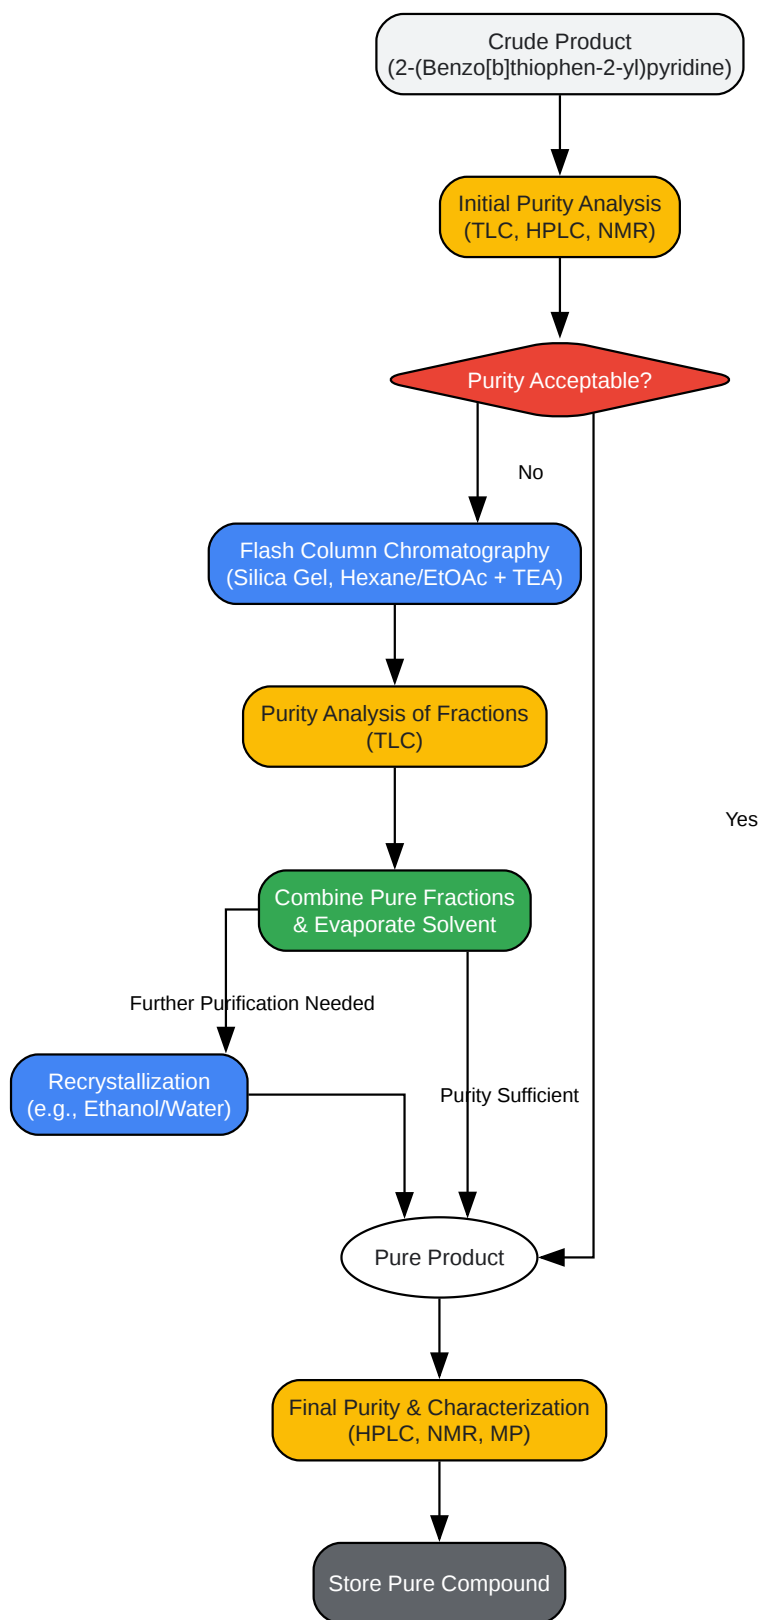 Crude Product
(2-(Benzo[b]thiophen-2-yl)pyridine)
Initial Purity Analysis
(TLC, HPLC, NMR)
Purity Acceptable?
No
Flash Column Chromatography
(Silica Gel, Hexane/EtOAc + TEA)
Purity Analysis of Fractions
(TLC)
Yes
Combine Pure Fractions
& Evaporate Solvent
Further Purification Needed
Recrystallization
(e.g., Ethanol/Water)
Purity Sufficient
Pure Product
Final Purity & Characterization
(HPLC, NMR, MP)
Store Pure Compound